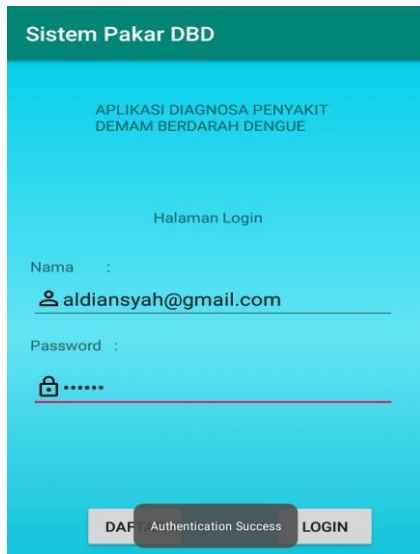 Sistem Pakar DBD
APLIKASI DIAGNOSA PENYAKIT
DEMAM BERDARAH DENGUE
Halaman Login
Nama :
aldiansyah@gmail.com
Password :
••••••
Authentication Success
LOGIN